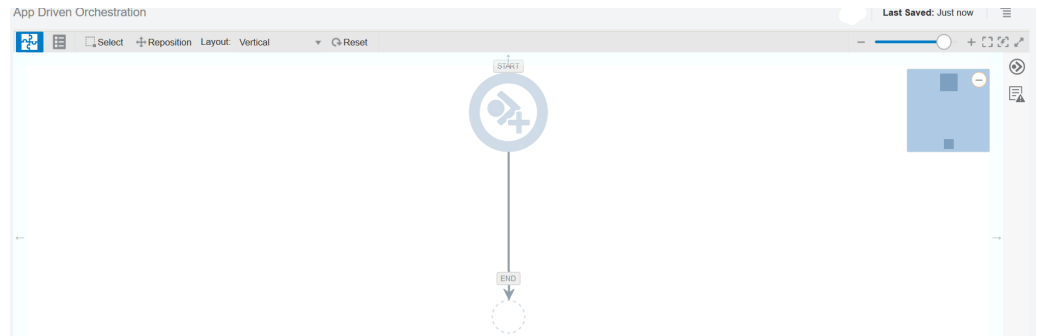 App Driven Orchestration
Last Saved: Just now
Select Reposition Layout: Vertical Reset
START
END